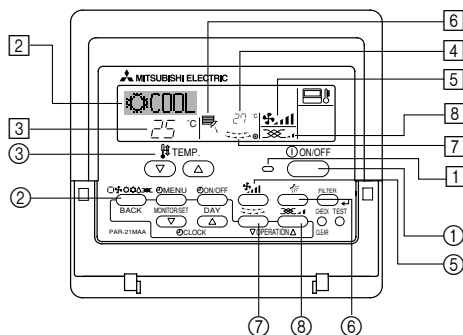 6
2
4
MITSUBISHI ELECTRIC
5
COOL
27 °C
8
3
25 °C
7
③
TEMP.
ON/OFF
1
②
MENU
ON/OFF
FILTER
①
BACK
MONITOR/SET
DAY
CHECK TEST
PAR-21MAA
CLOCK
OPERATION
CLEAR
⑤
⑦
⑧
⑥